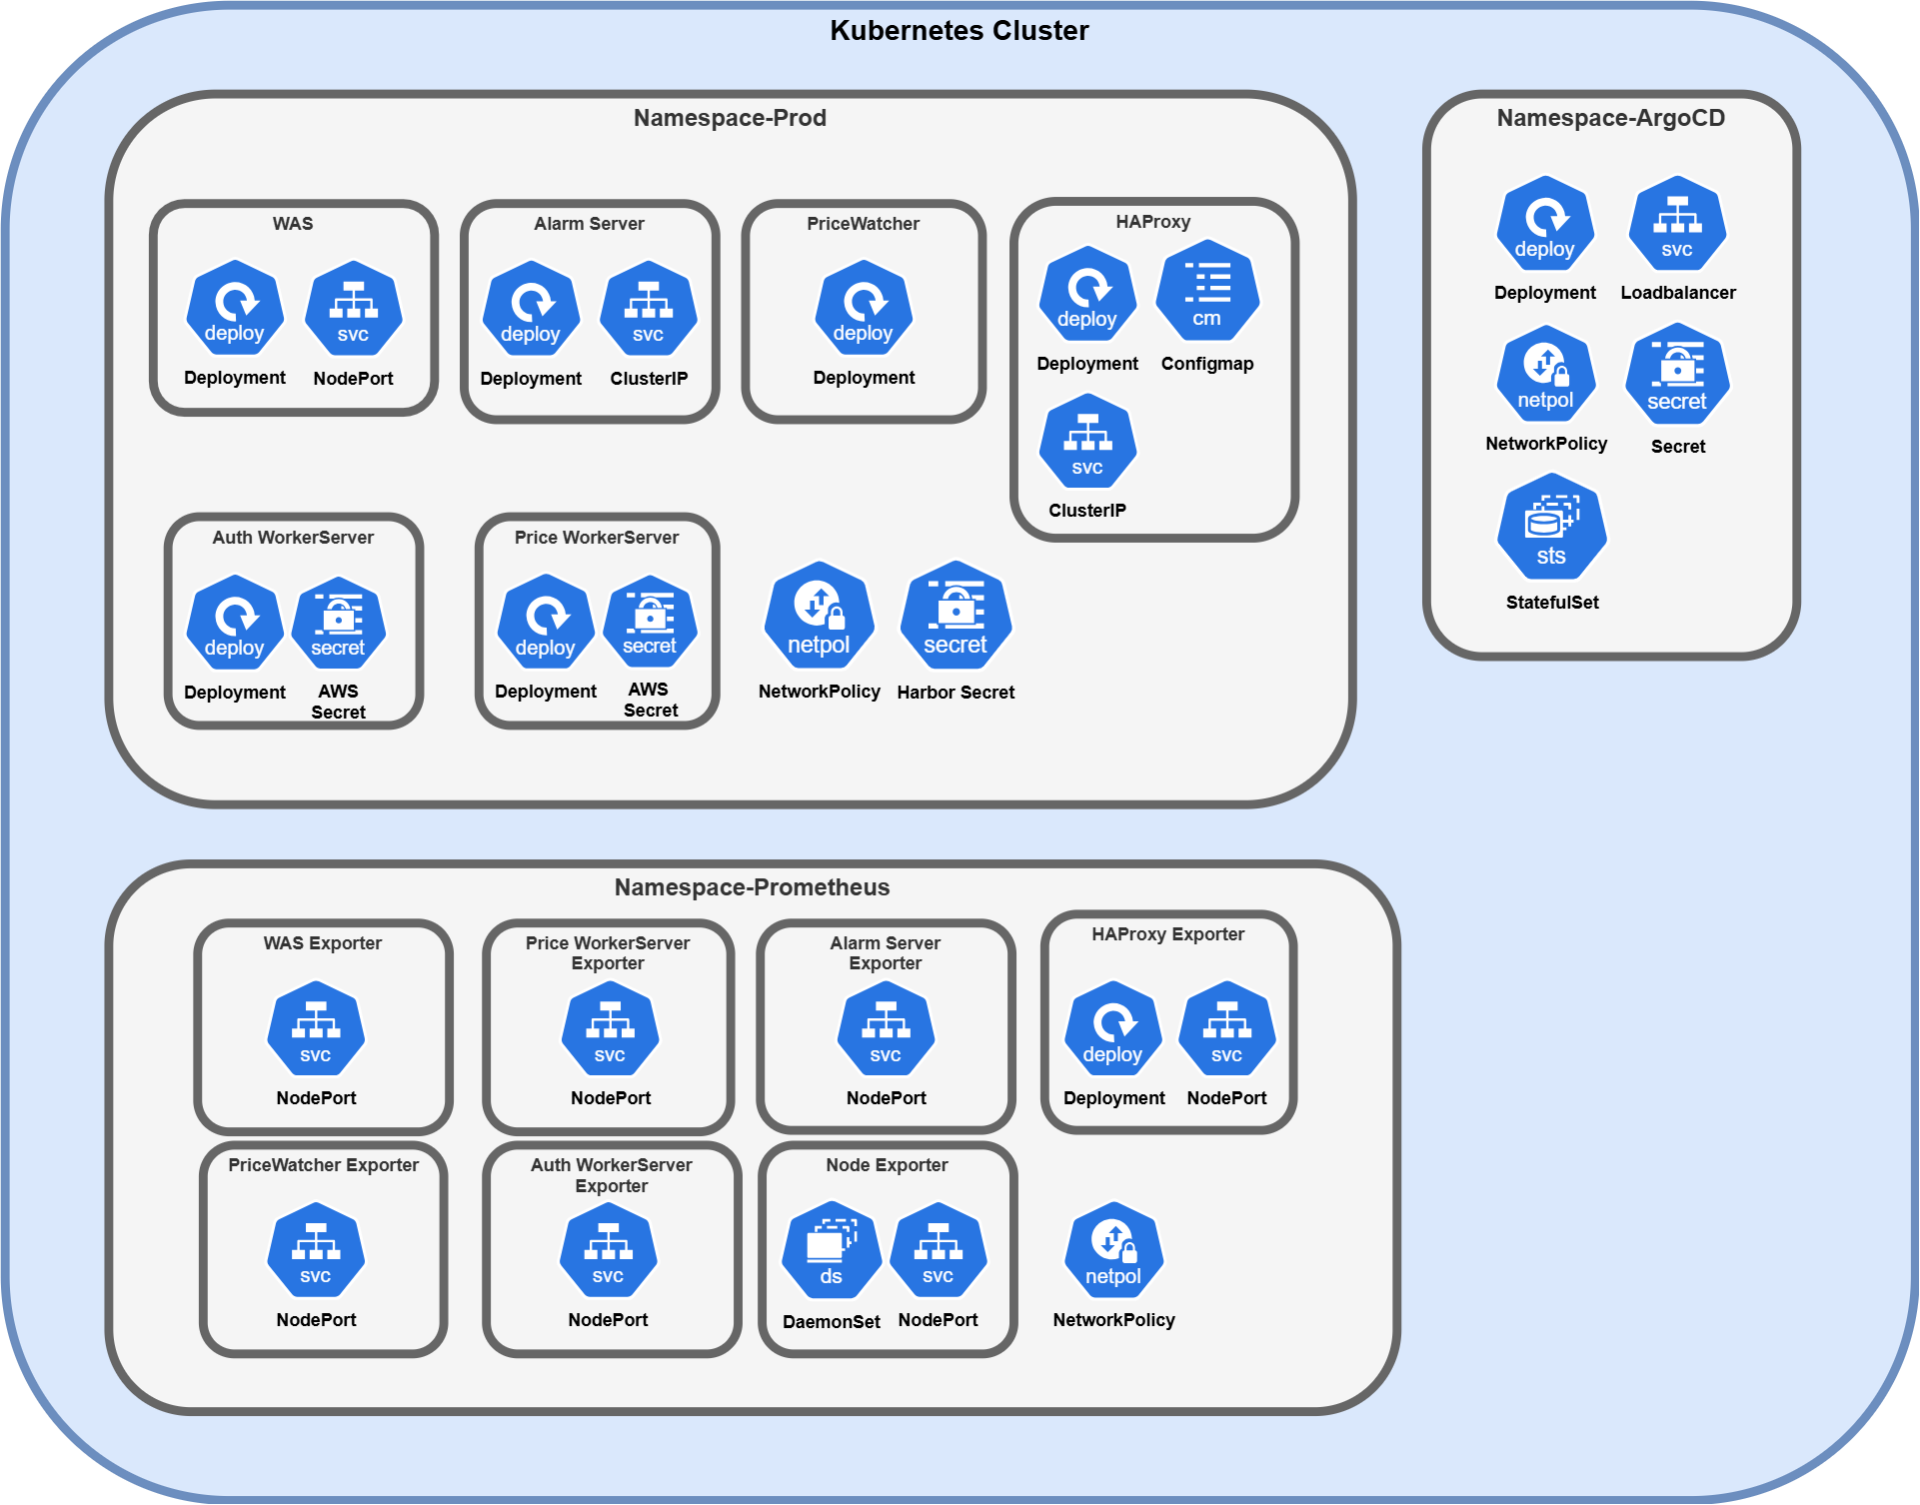 Kubernetes Cluster
Namespace-Prod
WAS
deploy
svc
Deployment
NodePort
Alarm Server
deploy
svc
Deployment
ClusterIP
PriceWatcher
deploy
Deployment
HAProxy
deploy
cm
Deployment
Configmap
svc
ClusterIP
Auth WorkerServer
deploy
secret
Deployment
AWS
Secret
Price WorkerServer
deploy
secret
Deployment
AWS
Secret
netpol
NetworkPolicy
secret
Harbor Secret
Namespace-ArgoCD
deploy
svc
Deployment
Loadbalancer
netpol
secret
NetworkPolicy
Secret
sts
StatefulSet
Namespace-Prometheus
WAS Exporter
svc
NodePort
Price WorkerServer
Exporter
svc
NodePort
Alarm Server
Exporter
svc
NodePort
HAProxy Exporter
deploy
svc
Deployment
NodePort
PriceWatcher Exporter
svc
NodePort
Auth WorkerServer
Exporter
svc
NodePort
Node Exporter
ds
svc
DaemonSet
NodePort
netpol
NetworkPolicy